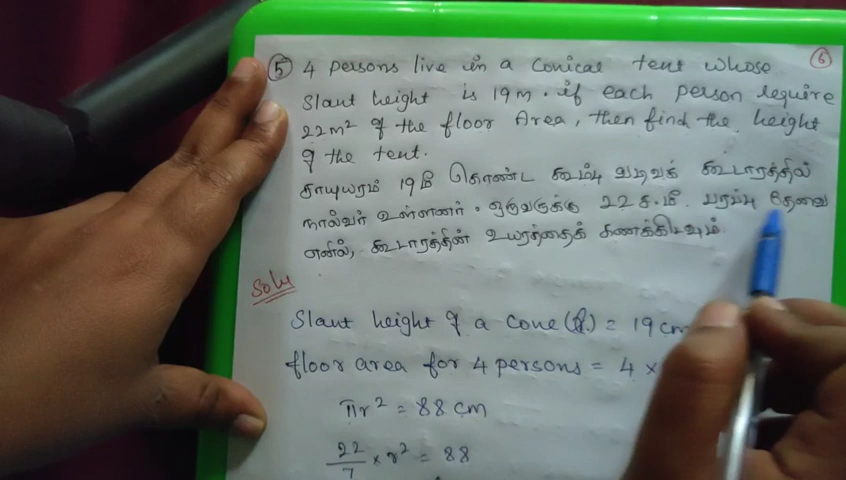 6
5 4 persons live in a conical tent whose
Slant height is 19m. if each person require
22m² of the floor Area, then find the height
of the tent.
சாயுயரம் 19மீ கொண்ட கூம்பு வடிவக் கூடாரத்தில்
நால்வர் உள்ளனர். ஒருவருக்கு 22 ச.மீ. பரப்பு தேவை
எனில், கூடாரத்தின் உயரத்தைக் கணக்கிடவும்.
Solu
Slant height of a cone (l) = 19 cm
floor area for 4 persons = 4 ×
πr² = 88 cm
22/7 × r² = 88